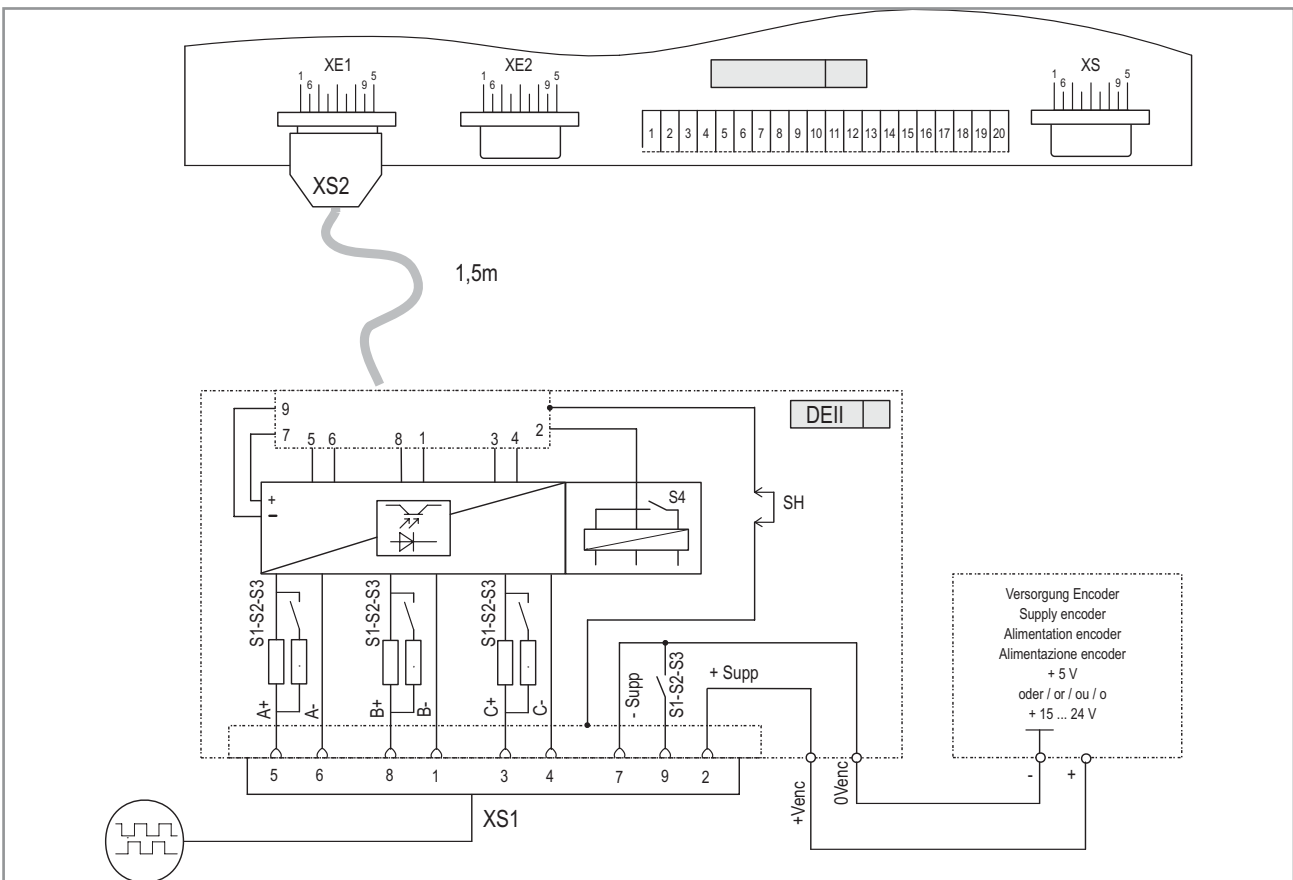 XE1
1 6 9 5
XE2
1 6 9 5
XS
1 6 9 5
1 2 3 4 5 6 7 8 9 10 11 12 13 14 15 16 17 18 19 20
XS2
1,5m
DEII
9
7
5 6 8 1 3 4
2
+
-
S4
SH
S1-S2-S3
S1-S2-S3
S1-S2-S3
A+
A-
B+
B-
C+
C-
- Supp
S1-S2-S3
+ Supp
5 6 8 1 3 4 7 9 2
XS1
+Venc
0Venc
Versorgung Encoder
Supply encoder
Alimentation encoder
Alimentazione encoder
+ 5 V
oder / or / ou / o
+ 15 ... 24 V
- +